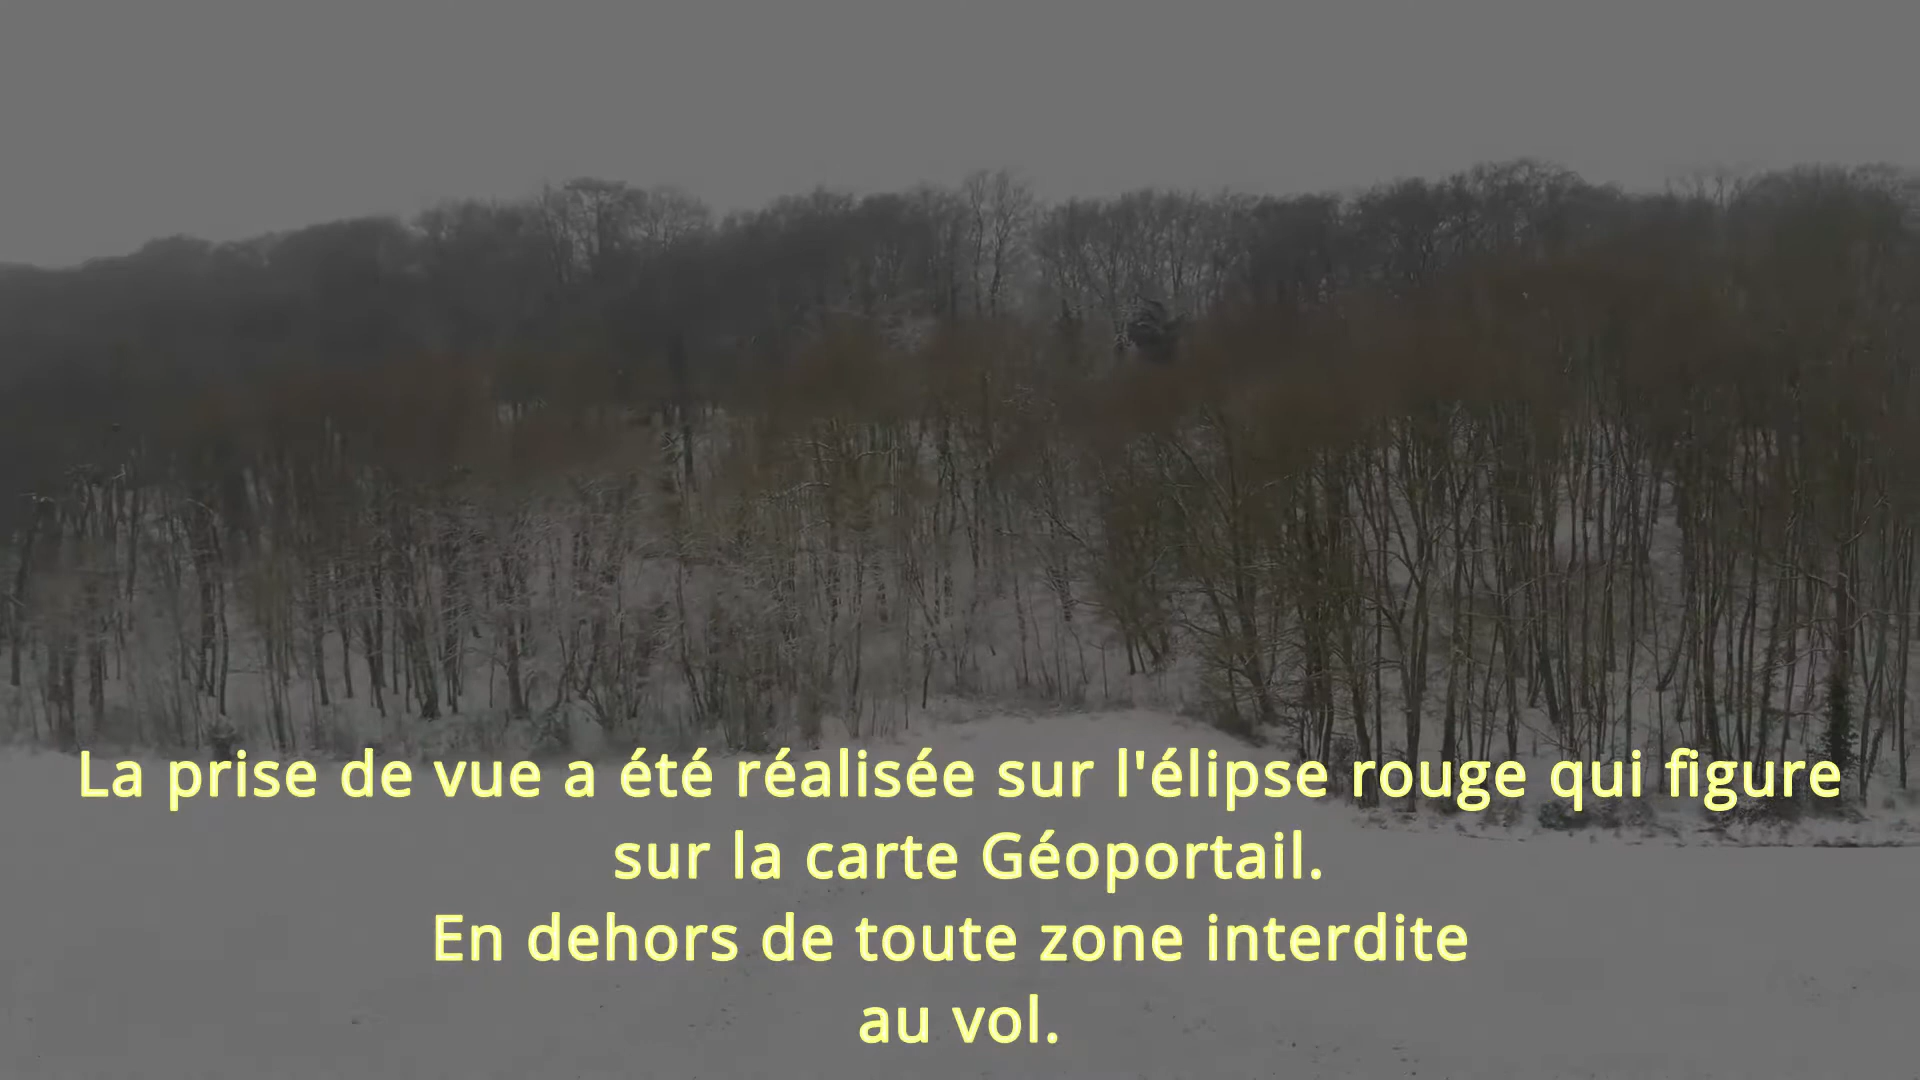 La prise de vue a été réalisée sur l'élipse rouge qui figure
sur la carte Géoportail.
En dehors de toute zone interdite
au vol.